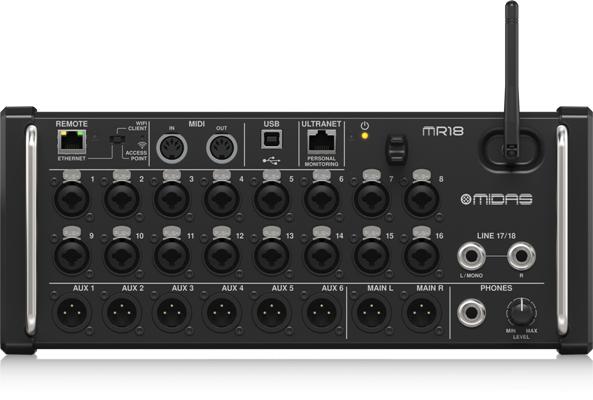 REMOTE
WIFI
CLIENT
ETHERNET
ACCESS
POINT
MIDI
IN
OUT
USB
ULTRANET
PERSONAL
MONITORING
MR18
1
2
3
4
5
6
7
8
MIDAS
9
10
11
12
13
14
15
16
LINE 17/18
L/MONO
R
AUX 1
AUX 2
AUX 3
AUX 4
AUX 5
AUX 6
MAIN L
MAIN R
PHONES
MIN
MAX
LEVEL